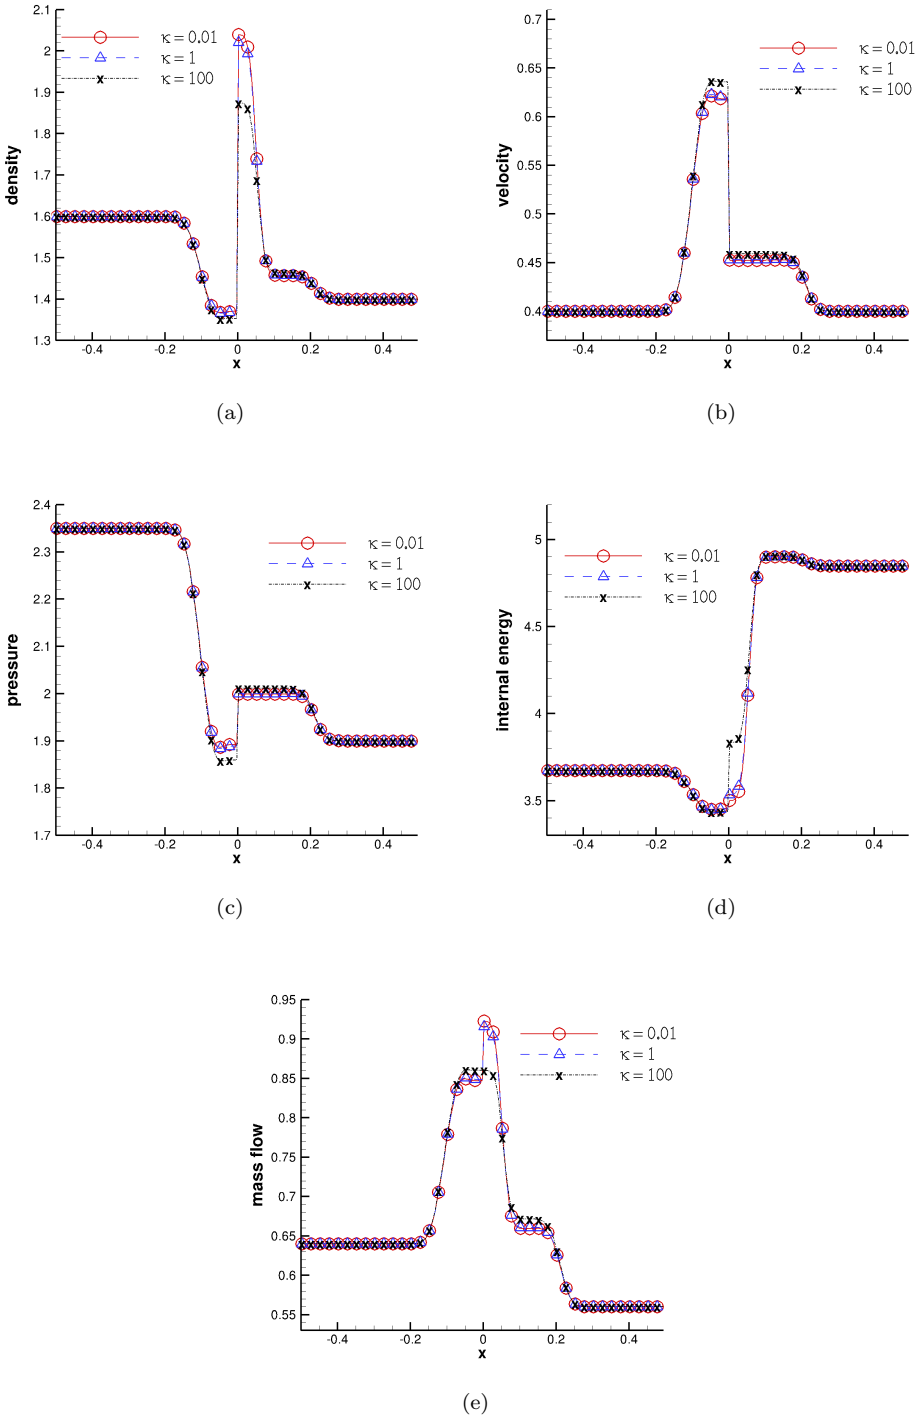 2.1
2
1.9
1.8
1.7
1.6
1.5
1.4
1.3
density
κ = 0.01
κ = 1
κ = 100
-0.4 -0.2 0 0.2 0.4
x
(a)
0.7
0.65
0.6
0.55
0.5
0.45
0.4
velocity
κ = 0.01
κ = 1
κ = 100
-0.4 -0.2 0 0.2 0.4
x
(b)
2.4
2.3
2.2
2.1
2
1.9
1.8
1.7
pressure
κ = 0.01
κ = 1
κ = 100
-0.4 -0.2 0 0.2 0.4
x
(c)
5
4.5
4
3.5
internal energy
κ = 0.01
κ = 1
κ = 100
-0.4 -0.2 0 0.2 0.4
x
(d)
0.95
0.9
0.85
0.8
0.75
0.7
0.65
0.6
0.55
mass flow
κ = 0.01
κ = 1
κ = 100
-0.4 -0.2 0 0.2 0.4
x
(e)